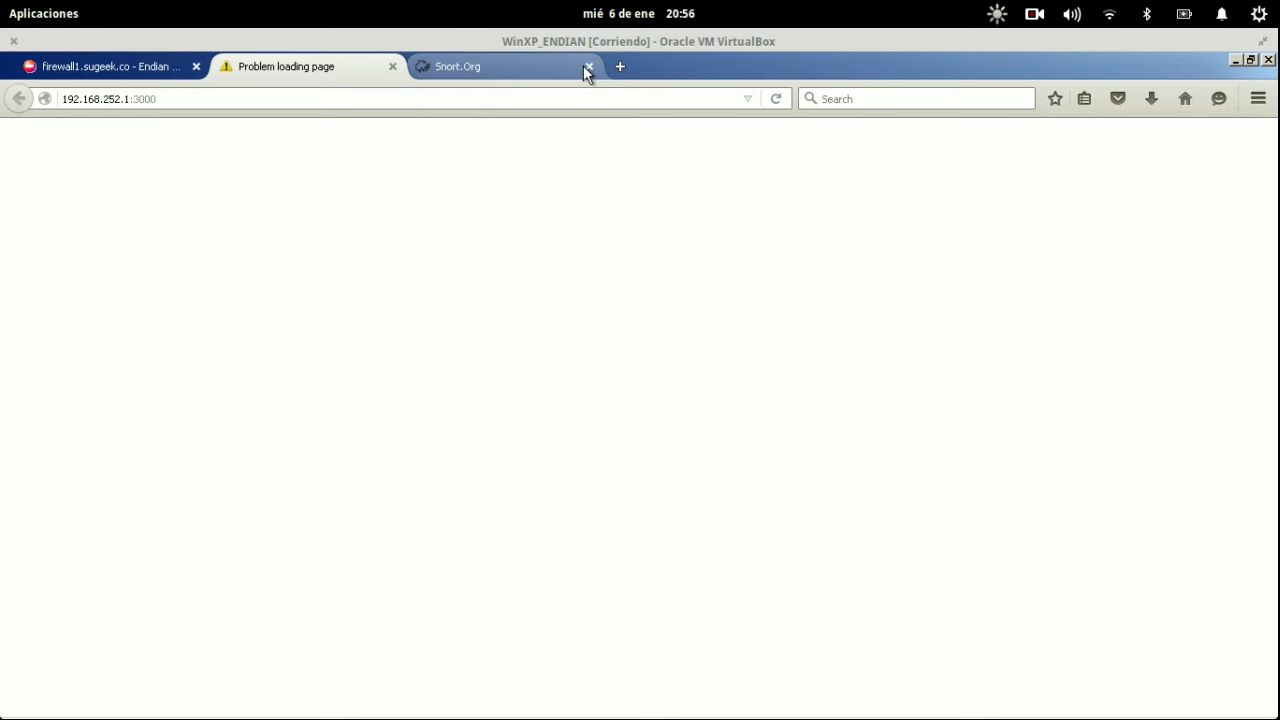 Aplicaciones
mié 6 de ene 20:56
WinXP_ENDIAN [Corriendo] - Oracle VM VirtualBox
firewall1.sugeek.co - Endian ...
Problem loading page
Snort.Org
192.168.252.1:3000
Search